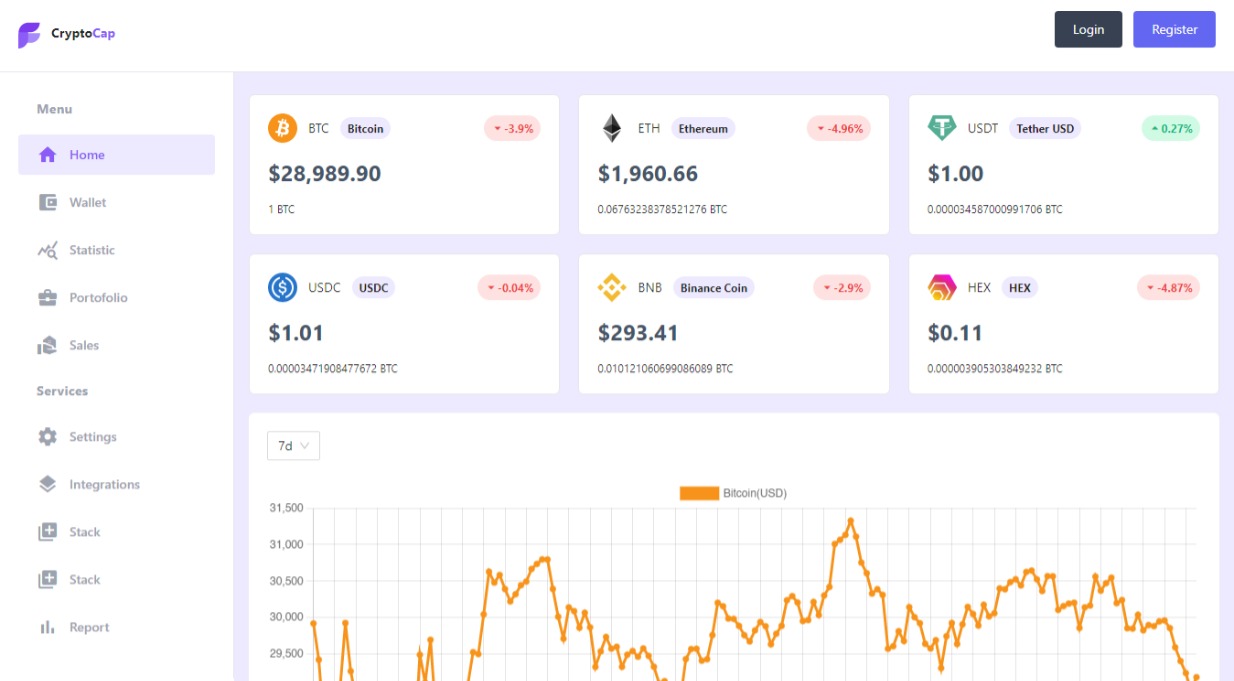 CryptoCap
Login
Register
Menu
Home
Wallet
Statistic
Portofolio
Sales
Services
Settings
Integrations
Stack
Stack
Report
BTC Bitcoin -3.9%
$28,989.90
1 BTC
ETH Ethereum -4.96%
$1,960.66
0.06763238378521276 BTC
USDT Tether USD 0.27%
$1.00
0.000034587000991706 BTC
USDC USDC -0.04%
$1.01
0.00003471908477672 BTC
BNB Binance Coin -2.9%
$293.41
0.010121060699086089 BTC
HEX HEX -4.87%
$0.11
0.000003905303849232 BTC
7d
Bitcoin(USD)
31,500
31,000
30,500
30,000
29,500